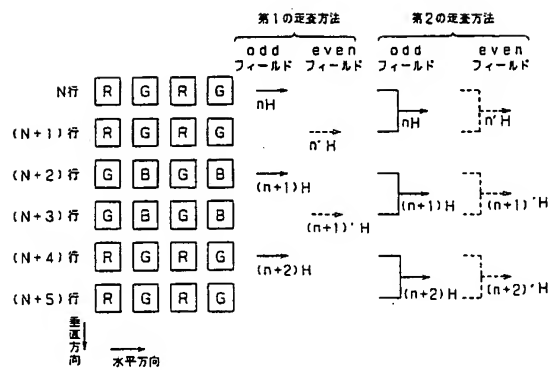 第1の走査方法 第2の走査方法
odd even odd even
フィールド フィールド フィールド フィールド
N行 R G R G nH nH n'H
(N+1)行 R G R G n'H
(N+2)行 G B G B (n+1)H (n+1)H (n+1)'H
(N+3)行 G B G B (n+1)'H
(N+4)行 R G R G (n+2)H (n+2)H (n+2)'H
(N+5)行 R G R G
垂直方向
水平方向